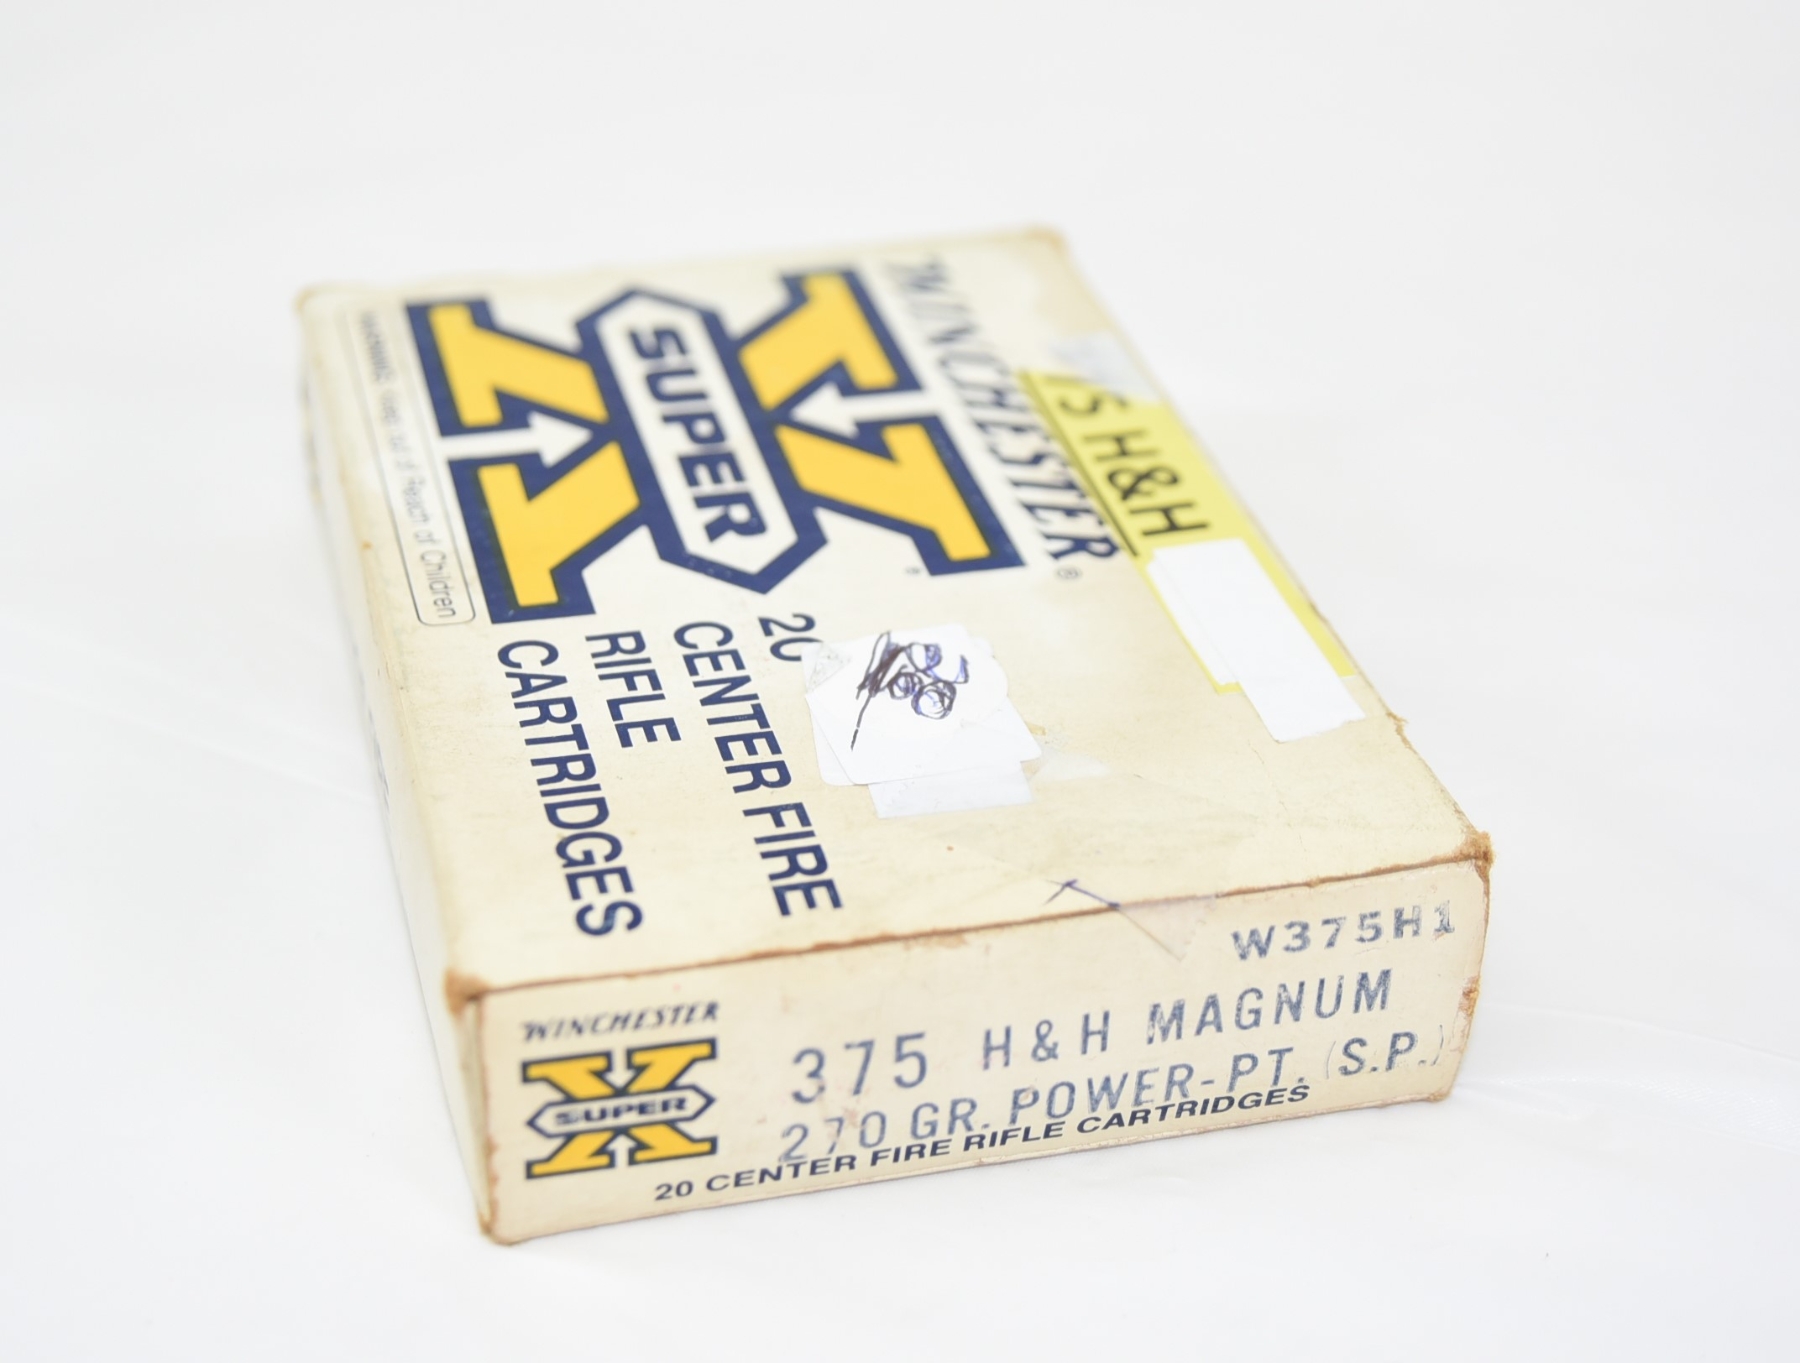 WINCHESTER®
75 H&H
SUPER
X
20
CENTER FIRE
RIFLE
CARTRIDGES
WARNING: Keep out of Reach of Children
W375H1
WINCHESTER
SUPER
X
375 H&H MAGNUM
270 GR. POWER-PT. (S.P.)
20 CENTER FIRE RIFLE CARTRIDGES